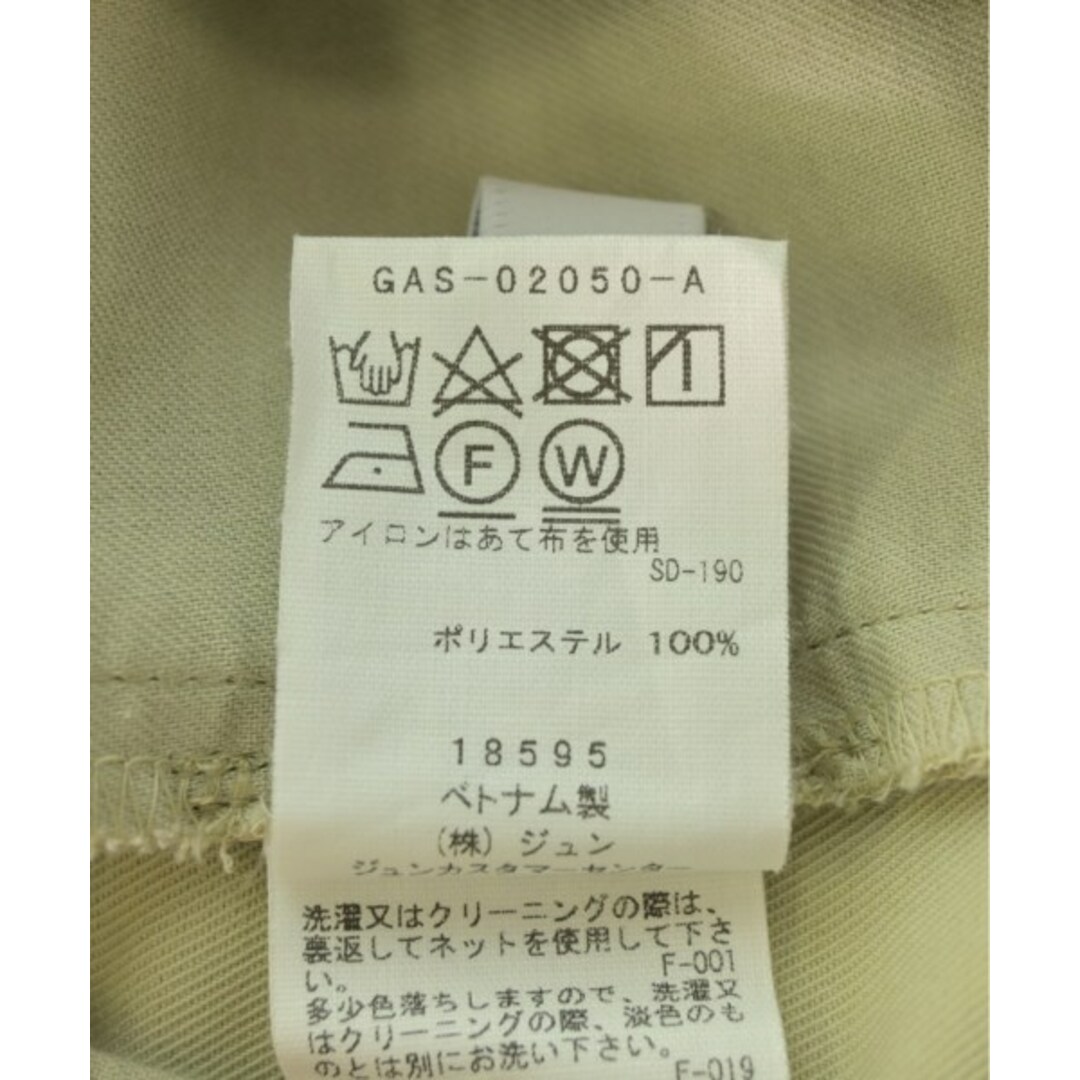 GAS-02050-A
F W
アイロンはあて布を使用
SD-190
ポリエステル 100%
18595
ベトナム製
(株) ジュン
ジュンカスタマーセンター
洗濯又はクリーニングの際は、
裏返してネットを使用して下さ
い。
F-001
多少色落ちしますので、洗濯又
はクリーニングの際、淡色のも
のとは別にお洗い下さい。
F-019